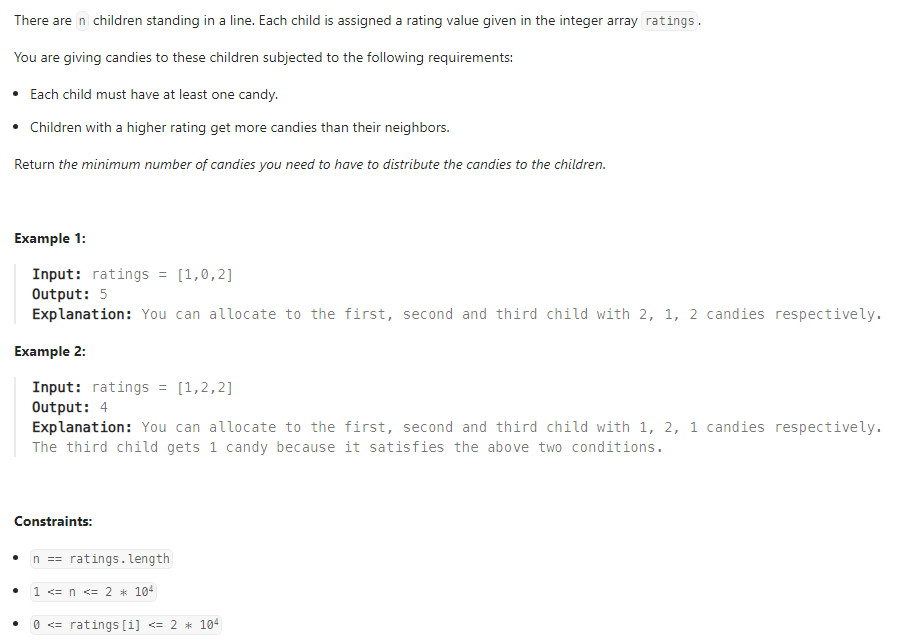 There are n children standing in a line. Each child is assigned a rating value given in the integer array ratings.
You are giving candies to these children subjected to the following requirements:
• Each child must have at least one candy.
• Children with a higher rating get more candies than their neighbors.
Return the minimum number of candies you need to have to distribute the candies to the children.
Example 1:
Input: ratings = [1,0,2]
Output: 5
Explanation: You can allocate to the first, second and third child with 2, 1, 2 candies respectively.
Example 2:
Input: ratings = [1,2,2]
Output: 4
Explanation: You can allocate to the first, second and third child with 1, 2, 1 candies respectively.
The third child gets 1 candy because it satisfies the above two conditions.
Constraints:
• n == ratings.length
• 1 <= n <= 2 * 10⁴
• 0 <= ratings[i] <= 2 * 10⁴